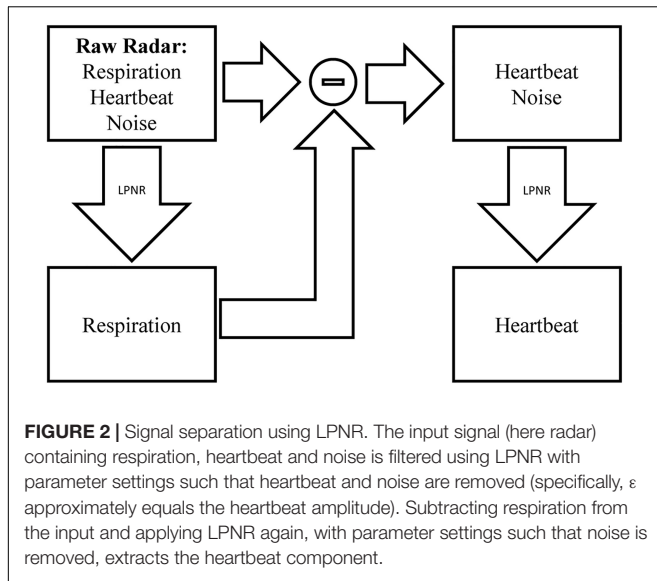 Raw Radar:
Respiration
Heartbeat
Noise
Heartbeat
Noise
LPNR
LPNR
Respiration
Heartbeat
FIGURE 2 | Signal separation using LPNR. The input signal (here radar)
containing respiration, heartbeat and noise is filtered using LPNR with
parameter settings such that heartbeat and noise are removed (specifically, ε
approximately equals the heartbeat amplitude). Subtracting respiration from
the input and applying LPNR again, with parameter settings such that noise is
removed, extracts the heartbeat component.